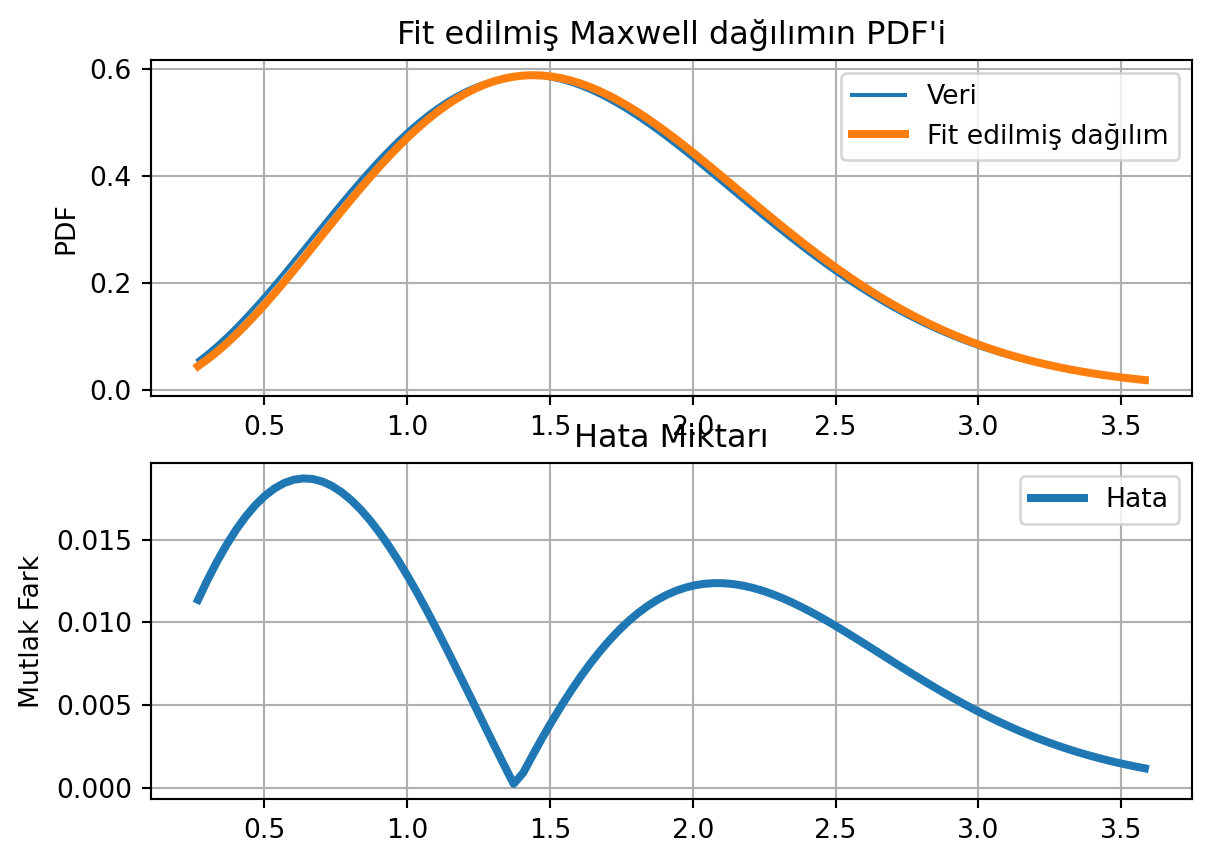 Fit edilmiş Maxwell dağılımın PDF'i
0.6
0.4
0.2
0.0
PDF
Veri
Fit edilmiş dağılım
0.5 1.0 1.5 2.0 2.5 3.0 3.5
Hata Miktarı
0.015
0.010
0.005
0.000
Mutlak Fark
Hata
0.5 1.0 1.5 2.0 2.5 3.0 3.5